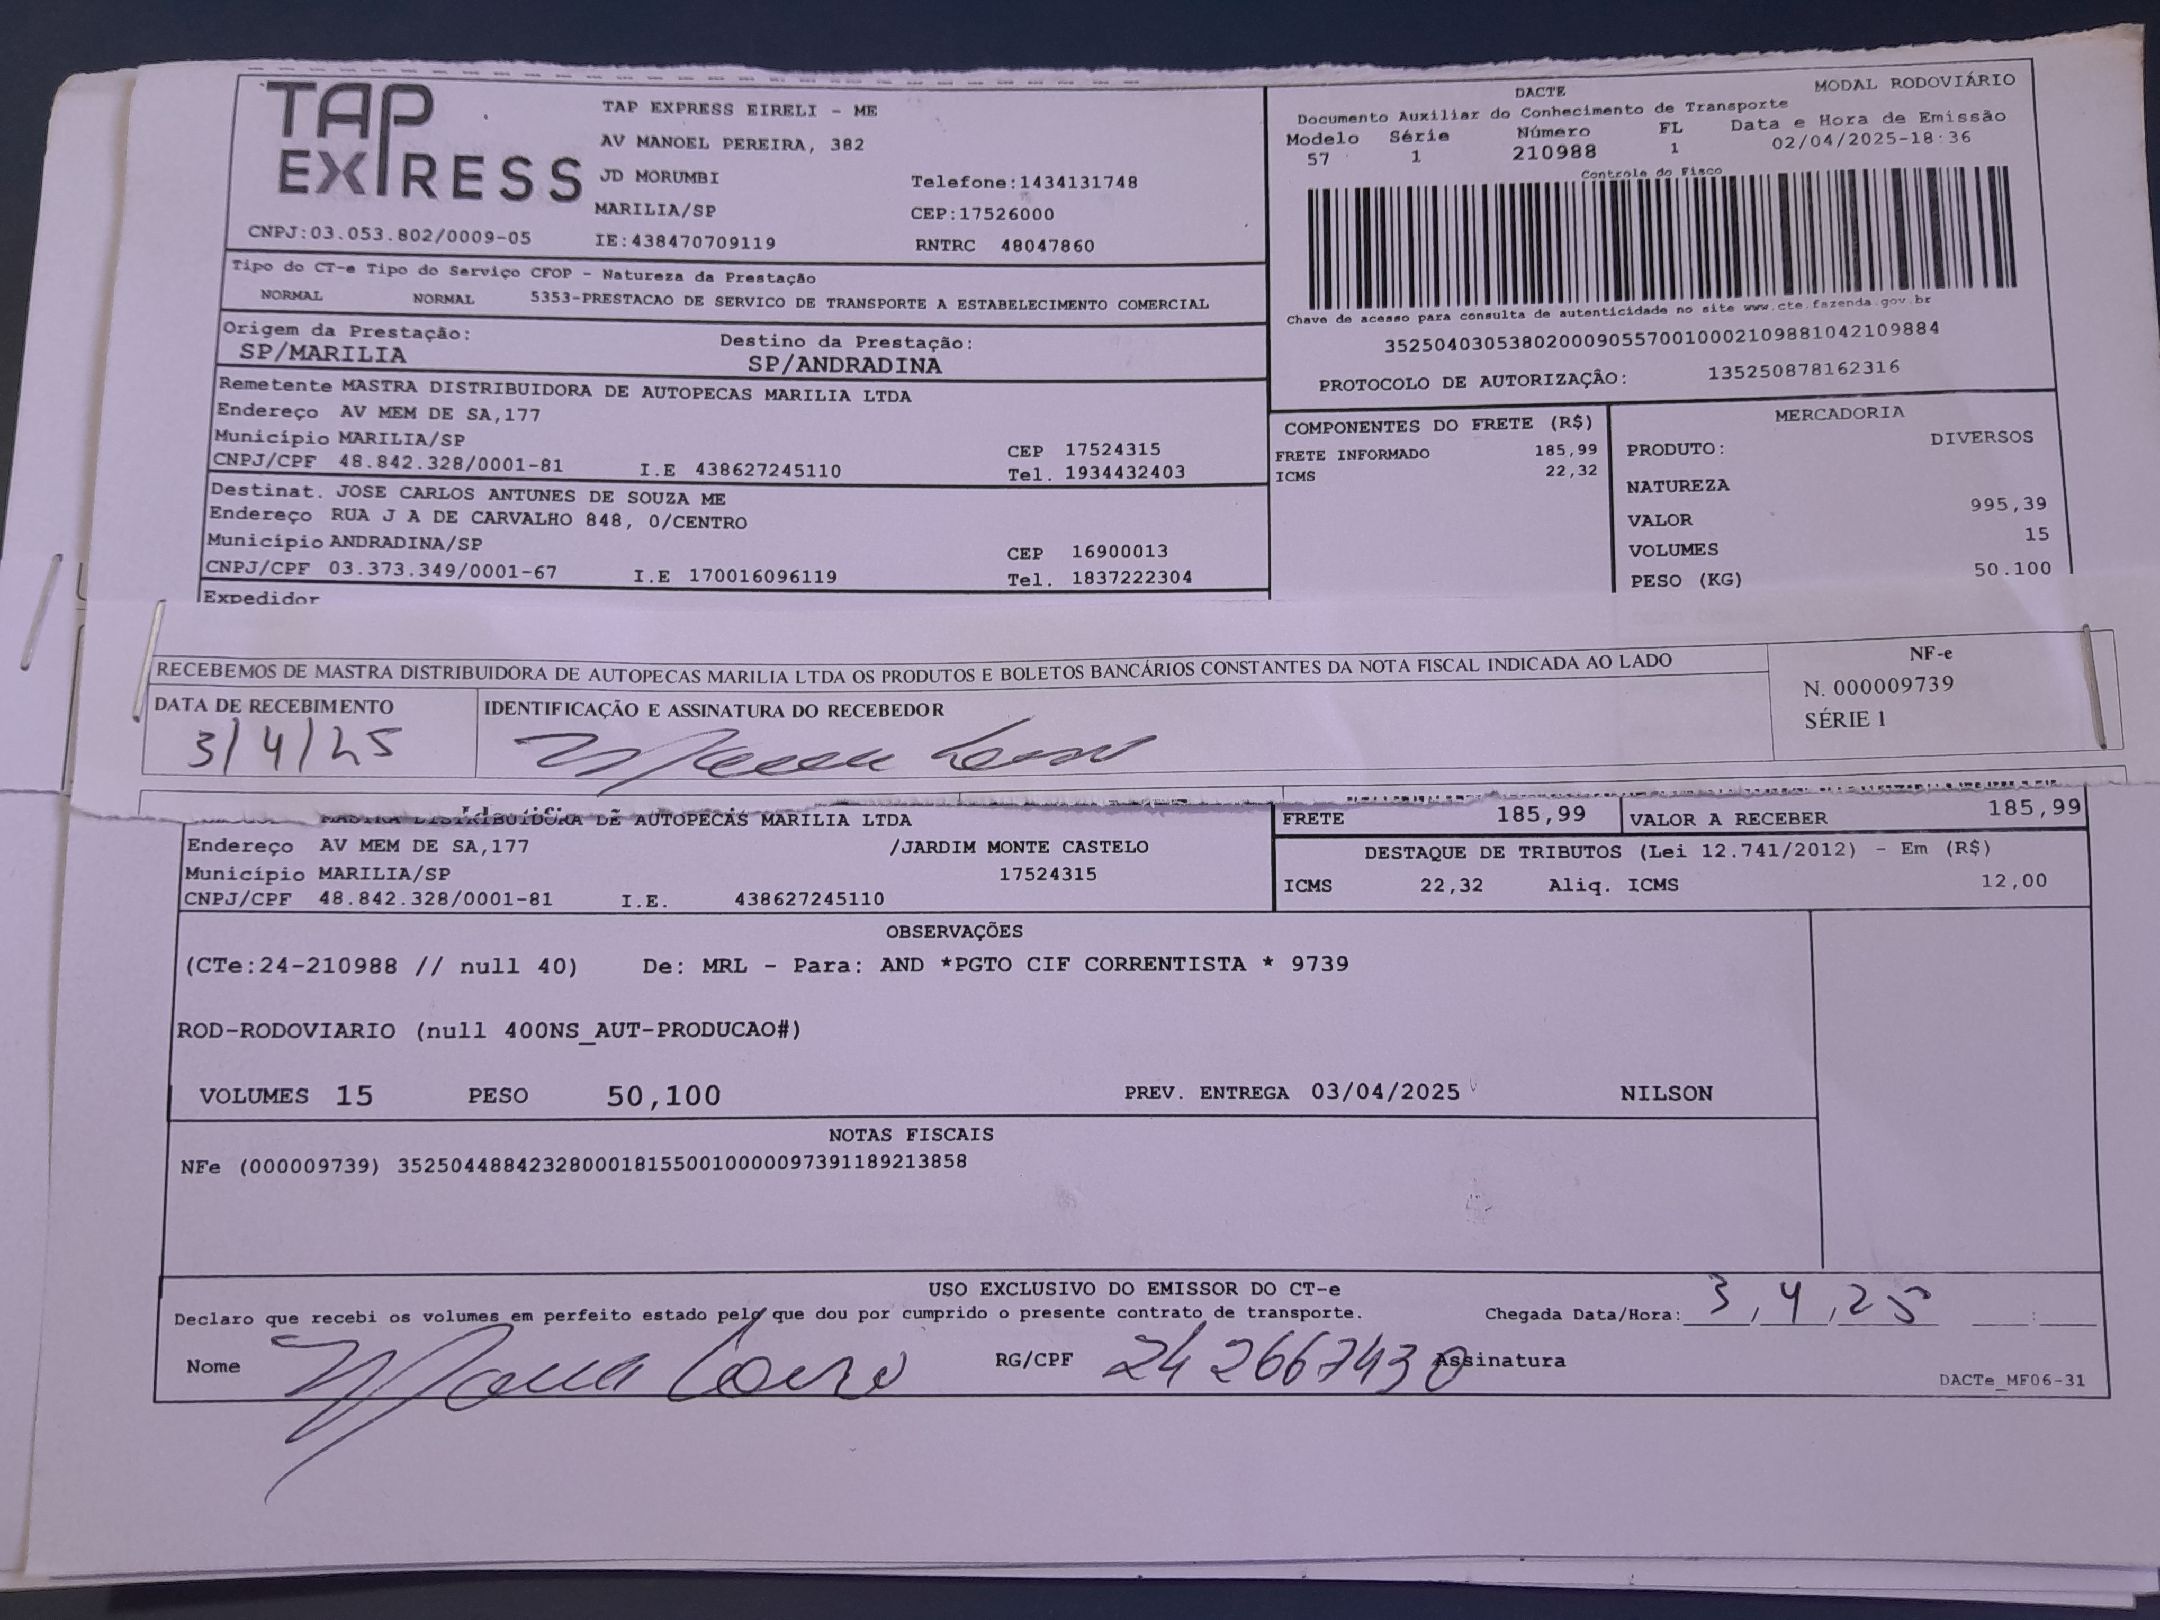 TAP EXPRESS
TAP EXPRESS EIRELI - ME
AV MANOEL PEREIRA, 382
JD MORUMBI
Telefone:1434131748
MARILIA/SP
CEP:17526000
CNPJ:03.053.802/0009-05
IE:438470709119
RNTRC 48047860
DACTE
MODAL RODOVIÁRIO
Documento Auxiliar do Conhecimento de Transporte
Modelo Série Número FL Data e Hora de Emissão
57 1 210988 1 02/04/2025-18:36
Controle do Fisco
Chave de acesso para consulta de autenticidade no site www.cte.fazenda.gov.br
35250403053802000905570010002109881042109884
PROTOCOLO DE AUTORIZAÇÃO: 135250878162316
Tipo do CT-e Tipo do Serviço CFOP - Natureza da Prestação
NORMAL NORMAL 5353-PRESTACAO DE SERVICO DE TRANSPORTE A ESTABELECIMENTO COMERCIAL
Origem da Prestação: Destino da Prestação:
SP/MARILIA SP/ANDRADINA
Remetente MASTRA DISTRIBUIDORA DE AUTOPECAS MARILIA LTDA
Endereço AV MEM DE SA,177
Município MARILIA/SP CEP 17524315
CNPJ/CPF 48.842.328/0001-81 I.E 438627245110 Tel. 1934432403
Destinat. JOSE CARLOS ANTUNES DE SOUZA ME
Endereço RUA J A DE CARVALHO 848, 0/CENTRO
Município ANDRADINA/SP CEP 16900013
CNPJ/CPF 03.373.349/0001-67 I.E 170016096119 Tel. 1837222304
Expedidor
COMPONENTES DO FRETE (R$)
FRETE INFORMADO 185,99
ICMS 22,32
MERCADORIA
PRODUTO: DIVERSOS
NATUREZA
VALOR 995,39
VOLUMES 15
PESO (KG) 50.100
RECEBEMOS DE MASTRA DISTRIBUIDORA DE AUTOPECAS MARILIA LTDA OS PRODUTOS E BOLETOS BANCÁRIOS CONSTANTES DA NOTA FISCAL INDICADA AO LADO
NF-e
N. 000009739
SÉRIE 1
DATA DE RECEBIMENTO IDENTIFICAÇÃO E ASSINATURA DO RECEBEDOR
3/4/25
MASTRA DISTRIBUIDORA DE AUTOPECAS MARILIA LTDA
Endereço AV MEM DE SA,177 /JARDIM MONTE CASTELO
Município MARILIA/SP 17524315
CNPJ/CPF 48.842.328/0001-81 I.E. 438627245110
FRETE 185,99 VALOR A RECEBER 185,99
DESTAQUE DE TRIBUTOS (Lei 12.741/2012) - Em (R$)
ICMS 22,32 Aliq. ICMS 12,00
OBSERVAÇÕES
(CTe:24-210988 // null 40) De: MRL - Para: AND *PGTO CIF CORRENTISTA * 9739
ROD-RODOVIARIO (null 400NS_AUT-PRODUCAO#)
VOLUMES 15 PESO 50,100 PREV. ENTREGA 03/04/2025 NILSON
NOTAS FISCAIS
NFe (000009739) 35250448842328000181550010000097391189213858
USO EXCLUSIVO DO EMISSOR DO CT-e
Declaro que recebi os volumes em perfeito estado pelo que dou por cumprido o presente contrato de transporte. Chegada Data/Hora: 3,4,25 :
Nome RG/CPF 242667430 Assinatura
DACTe_MF06-31